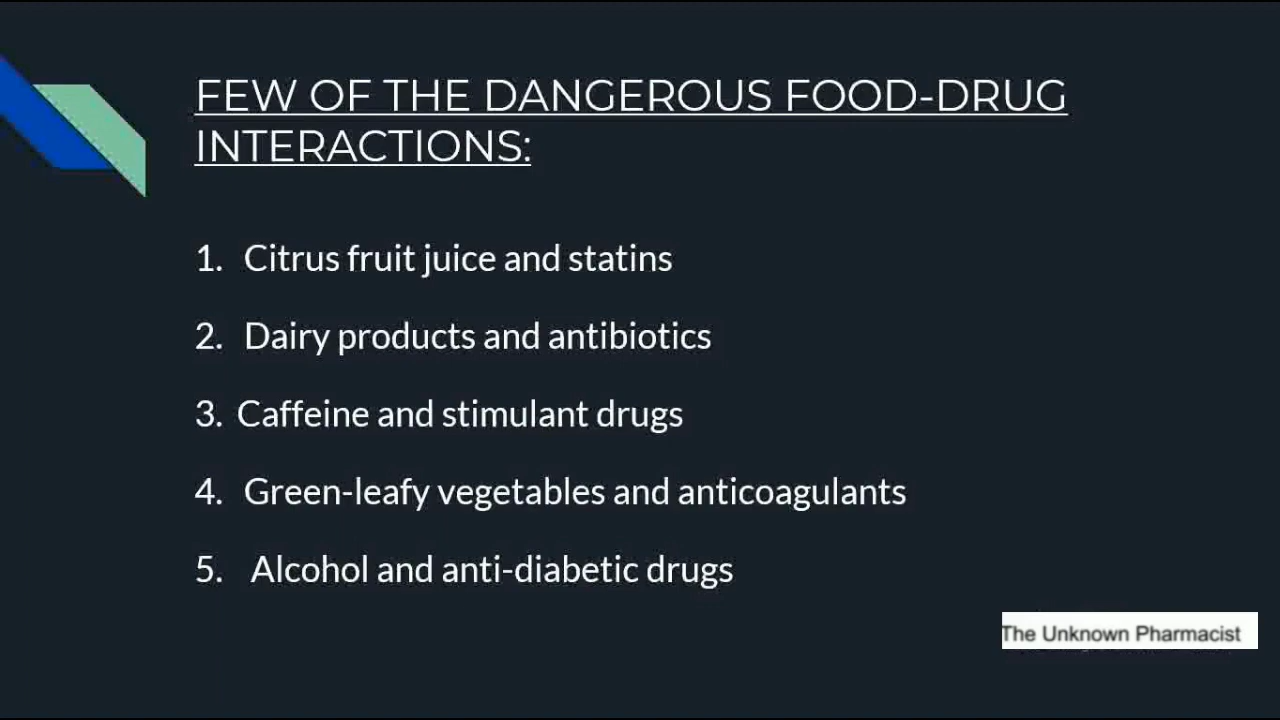 FEW OF THE DANGEROUS FOOD-DRUG
INTERACTIONS:
1. Citrus fruit juice and statins
2. Dairy products and antibiotics
3. Caffeine and stimulant drugs
4. Green-leafy vegetables and anticoagulants
5. Alcohol and anti-diabetic drugs
The Unknown Pharmacist